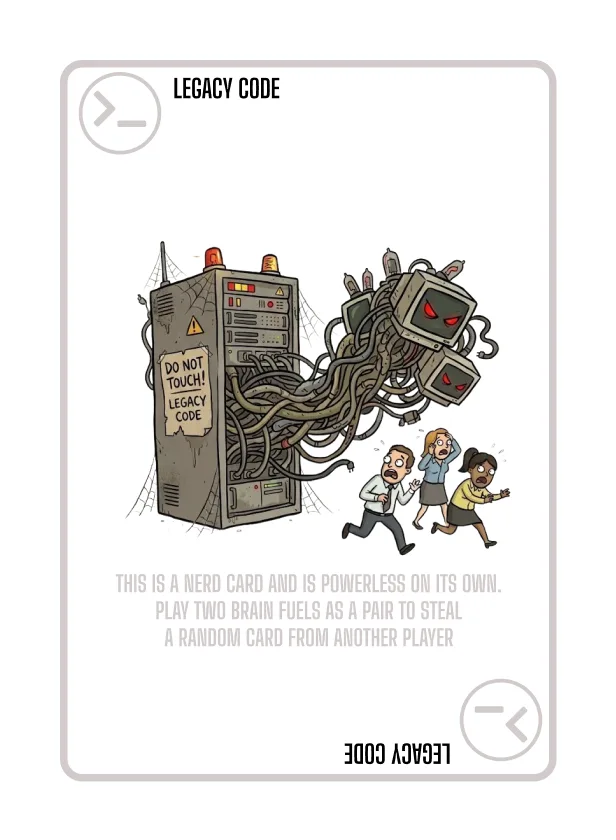 LEGACY CODE
DO NOT
TOUCH!
LEGACY
CODE
THIS IS A NERD CARD AND IS POWERLESS ON ITS OWN.
PLAY TWO BRAIN FUELS AS A PAIR TO STEAL
A RANDOM CARD FROM ANOTHER PLAYER
LEGACY CODE